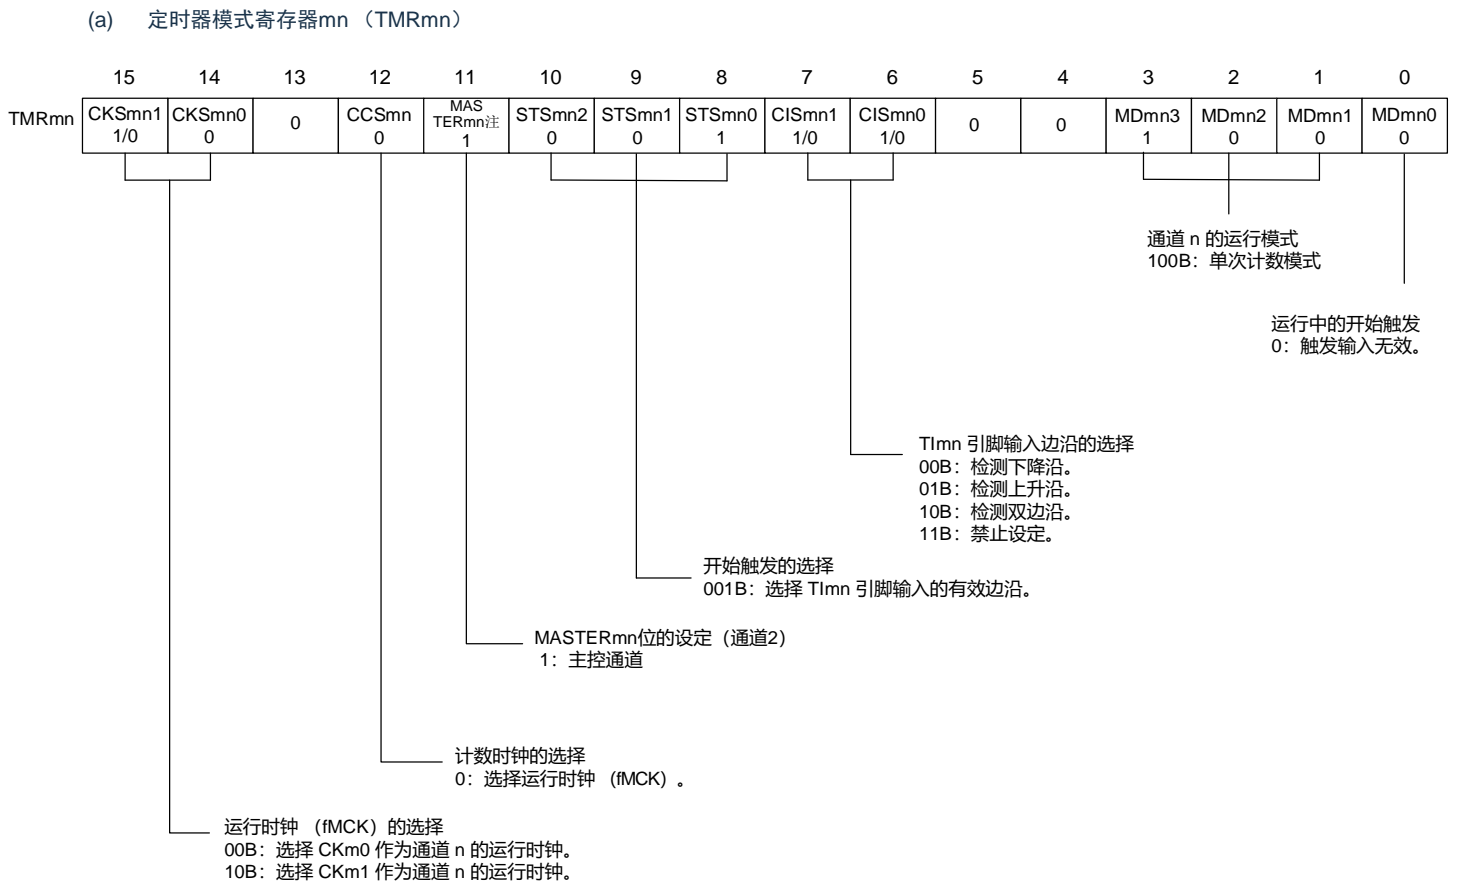 (a) 定时器模式寄存器mn （TMRmn）
15 14 13 12 11 10 9 8 7 6 5 4 3 2 1 0
TMRmn CKSmn1 CKSmn0 0 CCSmn MAS TERmn注 STSmn2 STSmn1 STSmn0 CISmn1 CISmn0 0 0 MDmn3 MDmn2 MDmn1 MDmn0
1/0 0 0 1 0 0 1 1/0 1/0 1 0 0 0
通道 n 的运行模式
100B：单次计数模式
运行中的开始触发
0：触发输入无效。
TImn 引脚输入边沿的选择
00B：检测下降沿。
01B：检测上升沿。
10B：检测双边沿。
11B：禁止设定。
开始触发的选择
001B：选择 TImn 引脚输入的有效边沿。
MASTERmn位的设定（通道2）
1：主控通道
计数时钟的选择
0：选择运行时钟 （fMCK）。
运行时钟 （fMCK）的选择
00B：选择 CKm0 作为通道 n 的运行时钟。
10B：选择 CKm1 作为通道 n 的运行时钟。